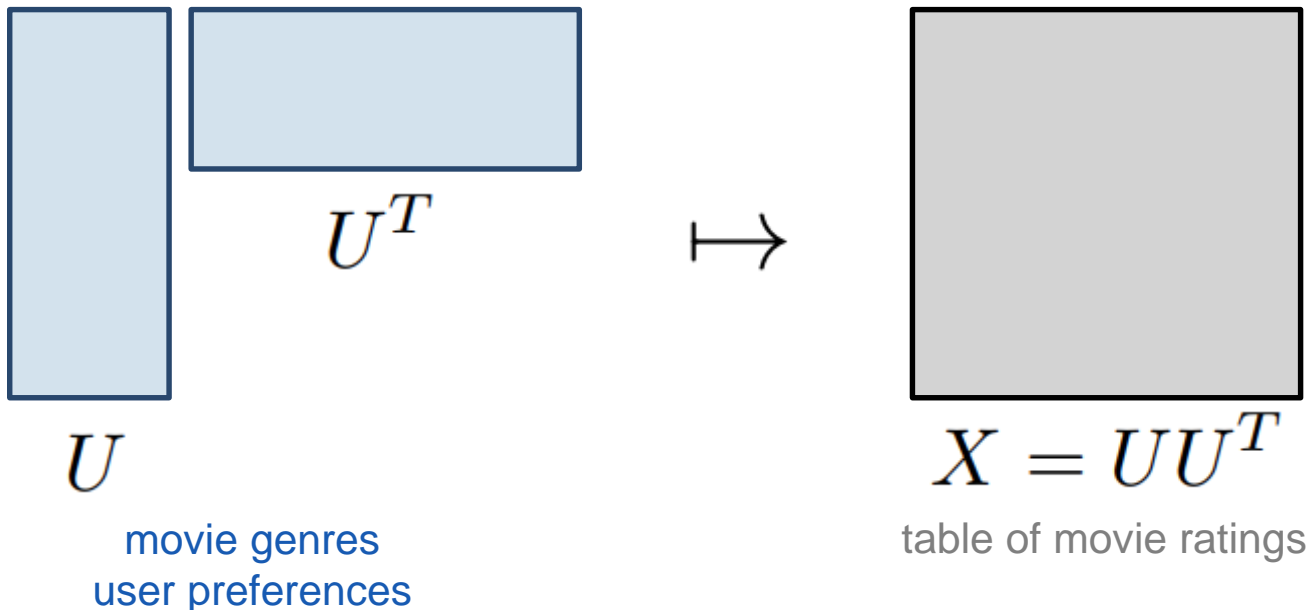 U^T
↦
U
X = UU^T
movie genres
user preferences
table of movie ratings